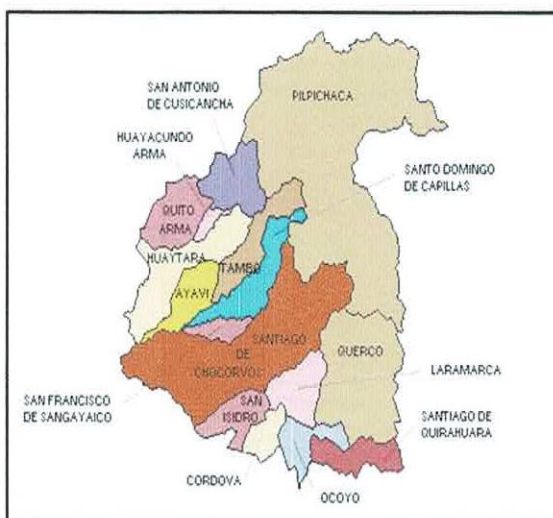 SAN ANTONIO
DE CUSICANCHA
PILPICHACA
HUAYACUNDO
ARMA
SANTO DOMINGO
DE CAPILLAS
QUITO
ARMA
HUAYTARA
TAMBO
AYAVI
SANTIAGO
DE
CHOCORVOS
QUERCO
LARAMARCA
SAN FRANCISCO
DE SANGAYAICO
SAN
ISIDRO
SANTIAGO DE
QUIRAHUARA
CORDOVA
OCOYO